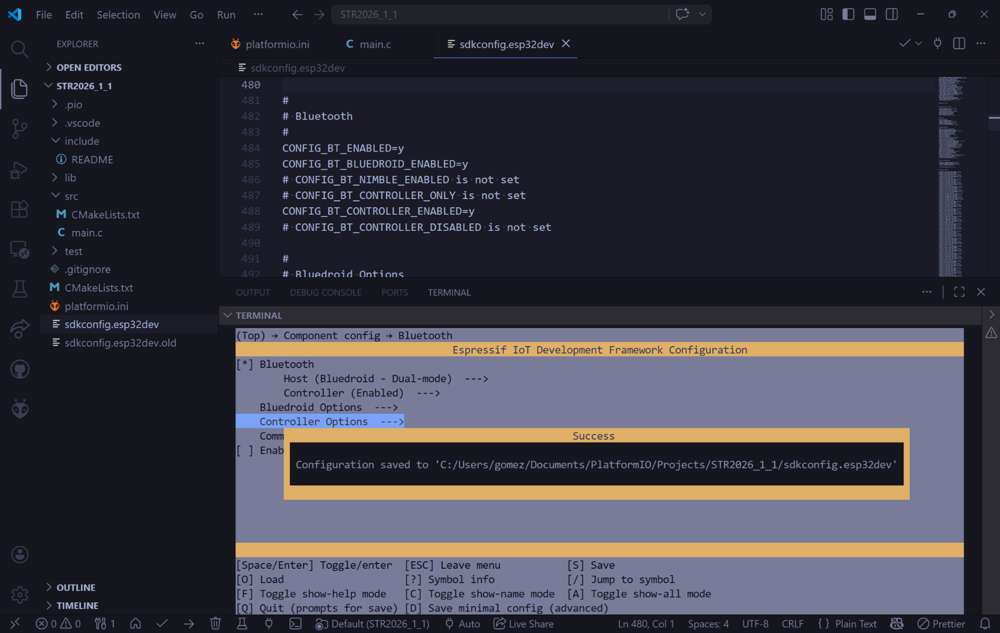 File Edit Selection View Go Run ···
STR2026_1_1
EXPLORER ···
OPEN EDITORS
STR2026_1_1
.pio
.vscode
include
README
lib
src
CMakeLists.txt
main.c
test
.gitignore
CMakeLists.txt
platformio.ini
sdkconfig.esp32dev
sdkconfig.esp32dev.old
OUTLINE
TIMELINE
platformio.ini main.c sdkconfig.esp32dev
sdkconfig.esp32dev
480
481 #
482 # Bluetooth
483 #
484 CONFIG_BT_ENABLED=y
485 CONFIG_BT_BLUEDROID_ENABLED=y
486 # CONFIG_BT_NIMBLE_ENABLED is not set
487 # CONFIG_BT_CONTROLLER_ONLY is not set
488 CONFIG_BT_CONTROLLER_ENABLED=y
489 # CONFIG_BT_CONTROLLER_DISABLED is not set
490
491 #
492 # Bluedroid Options
OUTPUT DEBUG CONSOLE PORTS TERMINAL
TERMINAL
(Top) → Component config → Bluetooth
Espressif IoT Development Framework Configuration
[*] Bluetooth
Host (Bluedroid - Dual-mode) --->
Controller (Enabled) --->
Bluedroid Options --->
Controller Options --->
Comm
[ ] Enab
Success
Configuration saved to 'C:/Users/gomez/Documents/PlatformIO/Projects/STR2026_1_1/sdkconfig.esp32dev'
[Space/Enter] Toggle/enter [ESC] Leave menu [S] Save
[O] Load [?] Symbol info [/] Jump to symbol
[F] Toggle show-help mode [C] Toggle show-name mode [A] Toggle show-all mode
[Q] Quit (prompts for save) [D] Save minimal config (advanced)
0 0 1 Default (STR2026_1_1) Auto Live Share Ln 480, Col 1 Spaces: 4 UTF-8 CRLF {} Plain Text Prettier